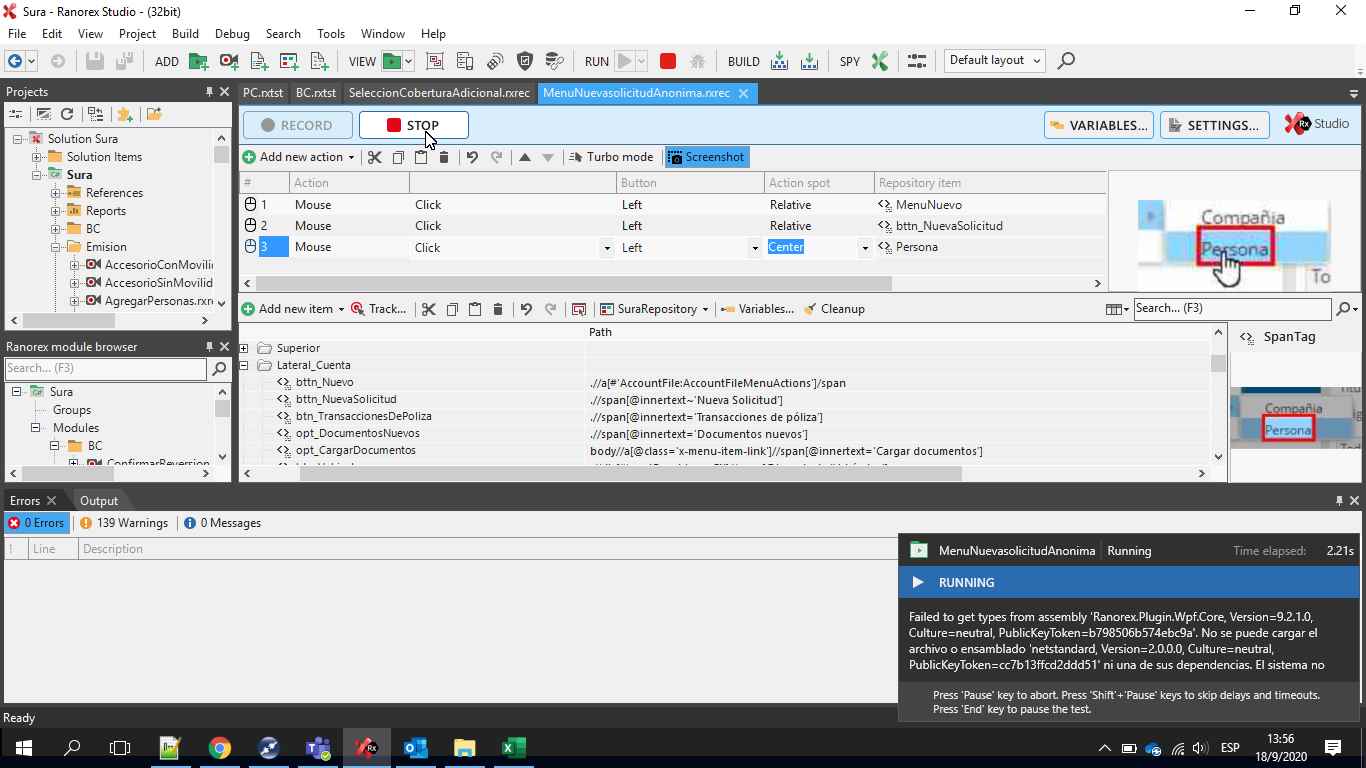 Sura - Ranorex Studio - (32bit)
File Edit View Project Build Debug Search Tools Window Help
ADD VIEW RUN BUILD SPY Default layout
Projects
PC.rxtst BC.rxtst SeleccionCoberturaAdicional.rxrec MenuNuevasolicitudAnonima.rxrec
RECORD STOP VARIABLES... SETTINGS... Rx Studio
Solution Sura
Solution Items
Sura
References
Reports
BC
Emision
AccesorioConMovili
AccesorioSinMovilid
AgregarPersonas.rxr
Add new action Turbo mode Screenshot
# Action Button Action spot Repository item
1 Mouse Click Left Relative MenuNuevo
2 Mouse Click Left Relative bttn_NuevaSolicitud
3 Mouse Click Left Center Persona
Compañia
Persona
To
Add new item Track... SuraRepository Variables... Cleanup Search... (F3)
Path
Superior
Lateral_Cuenta
bttn_Nuevo .//a[#'AccountFile:AccountFileMenuActions']/span
bttn_NuevaSolicitud .//span[@innertext~'Nueva Solicitud']
btn_TransaccionesDePoliza .//span[@innertext='Transacciones de póliza']
opt_DocumentosNuevos .//span[@innertext='Documentos nuevos']
opt_CargarDocumentos body//a[@class='x-menu-item-link']//span[@innertext='Cargar documentos']
SpanTag
Compañia
Persona
Ranorex module browser
Search... (F3)
Sura
Groups
Modules
BC
ConfirmarReversion
Errors Output
0 Errors 139 Warnings 0 Messages
! Line Description
MenuNuevasolicitudAnonima Running Time elapsed: 2.21s
RUNNING
Failed to get types from assembly 'Ranorex.Plugin.Wpf.Core, Version=9.2.1.0,
Culture=neutral, PublicKeyToken=b798506b574ebc9a'. No se puede cargar el
archivo o ensamblado 'netstandard, Version=2.0.0.0, Culture=neutral,
PublicKeyToken=cc7b13ffcd2ddd51' ni una de sus dependencias. El sistema no
Press 'Pause' key to abort. Press 'Shift'+'Pause' keys to skip delays and timeouts.
Press 'End' key to pause the test.
Ready
ESP
13:56
18/9/2020